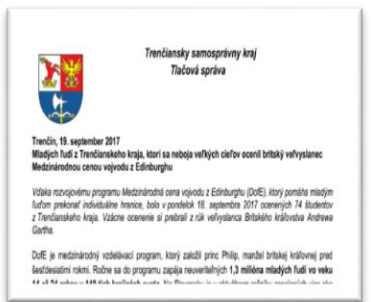 Trenčiansky samosprávny kraj
Tlačová správa
Trenčín, 19. september 2017
Mladých ľudí z Trenčianskeho kraja, ktorí sa neboja veľkých cieľov ocenil britský veľvyslanec
Medzinárodnou cenou vojvodu z Edinburghu
Vďaka rozvojovému programu Medzinárodná cena vojvodu z Edinburghu (DofE), ktorý pomáha mladým
ľuďom prekonať individuálne hranice, bolo v pondelok 18. septembra 2017 ocenených 74 študentov
z Trenčianskeho kraja. Vzácne ocenenie si prebrali z rúk veľvyslanca Britského kráľovstva Andrewa
Gartha.
DofE je medzinárodný vzdelávací program, ktorý založil princ Philip, manžel britskej kráľovnej pred
šesťdesiatimi rokmi. Ročne sa do programu zapája neuveriteľných 1,3 milióna mladých ľudí vo veku